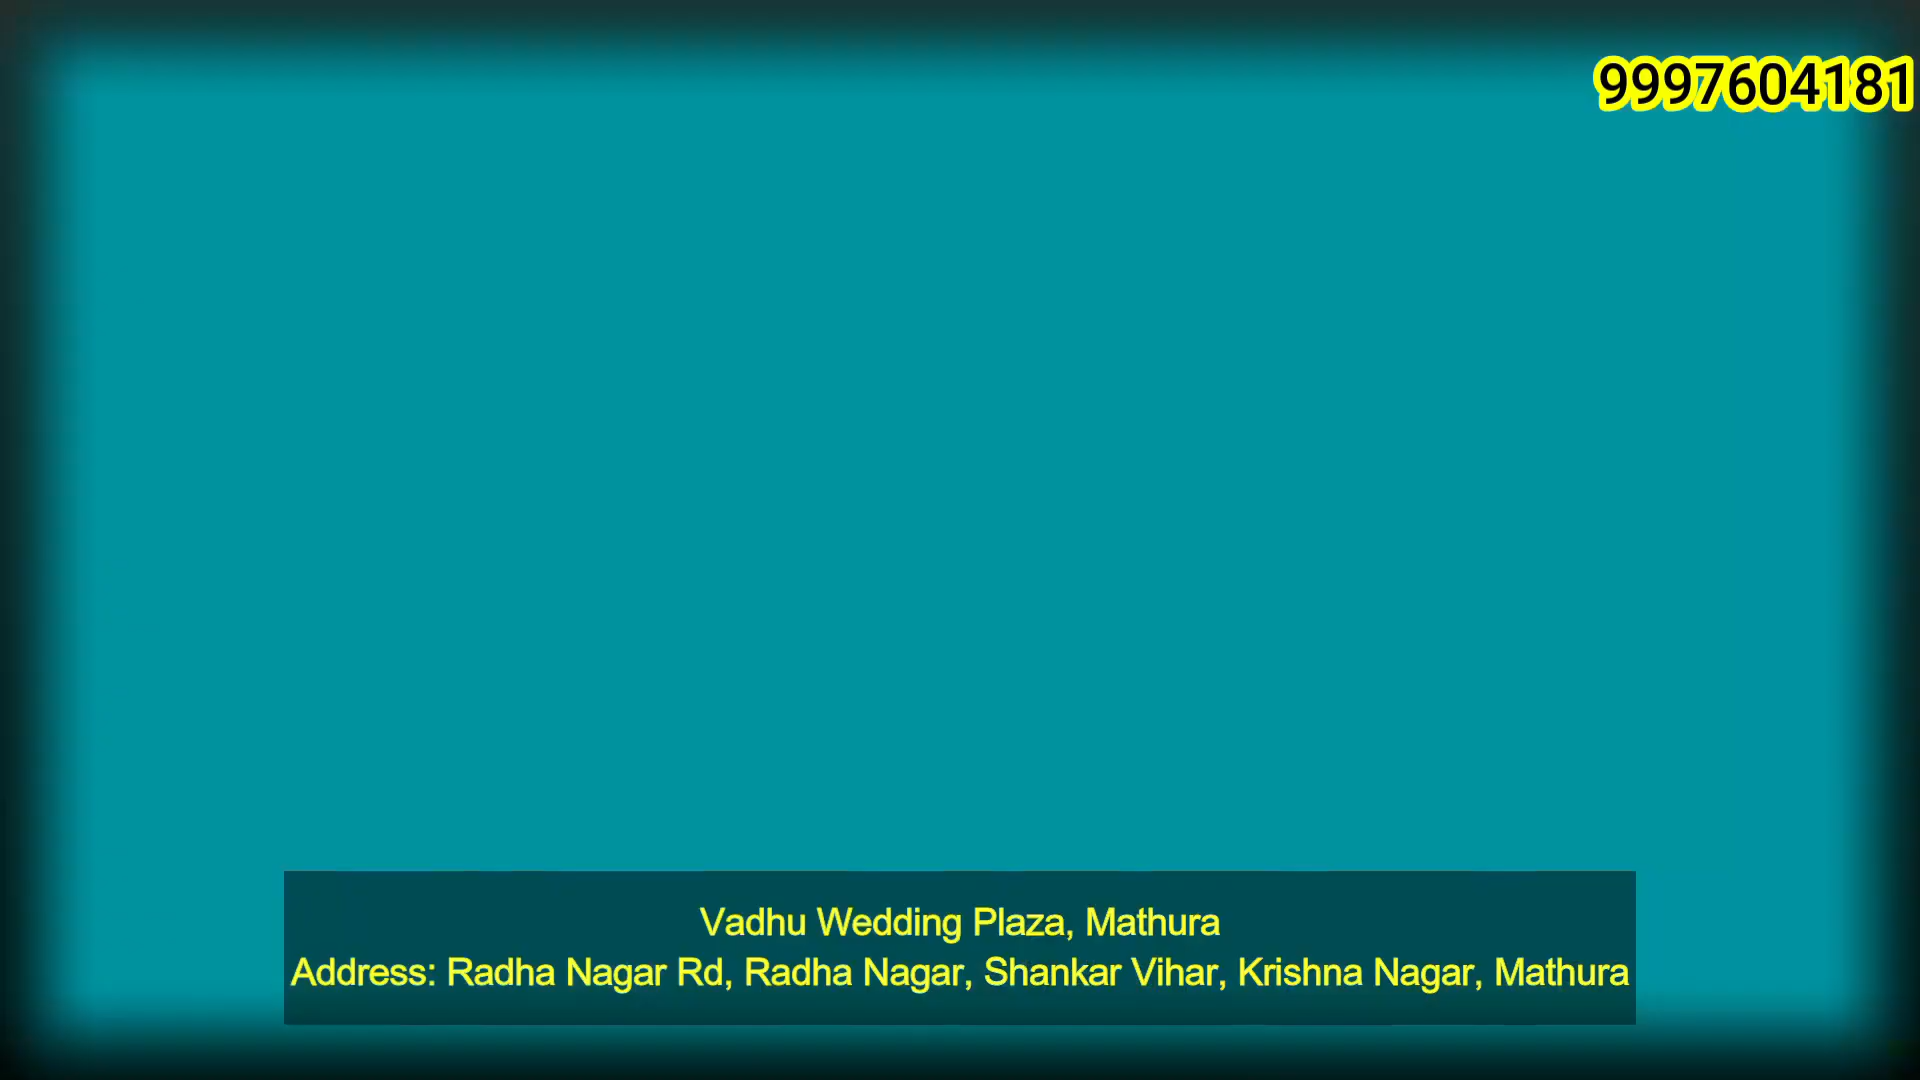 9997604181
Vadhu Wedding Plaza, Mathura
Address: Radha Nagar Rd, Radha Nagar, Shankar Vihar, Krishna Nagar, Mathura